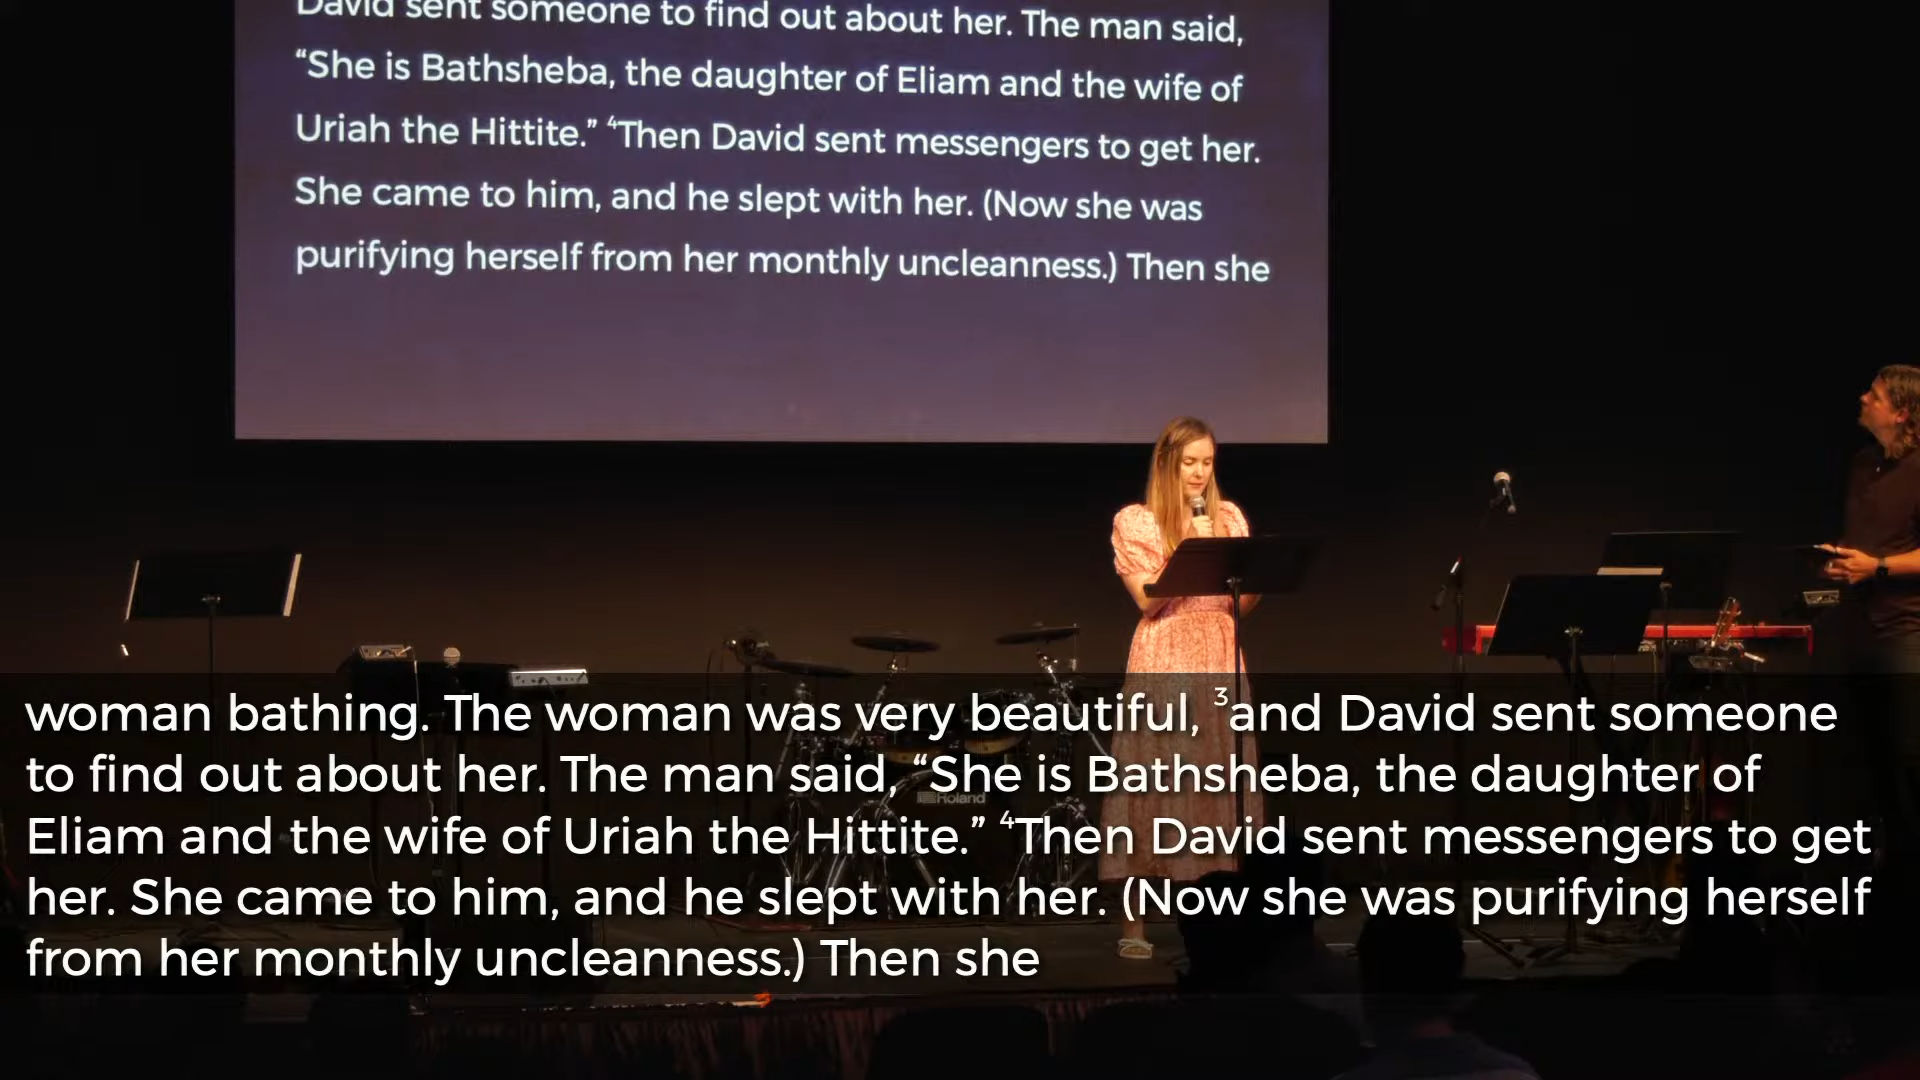 David sent someone to find out about her. The man said,
“She is Bathsheba, the daughter of Eliam and the wife of
Uriah the Hittite.” ⁴Then David sent messengers to get her.
She came to him, and he slept with her. (Now she was
purifying herself from her monthly uncleanness.) Then she
woman bathing. The woman was very beautiful, ³and David sent someone
to find out about her. The man said, “She is Bathsheba, the daughter of
Eliam and the wife of Uriah the Hittite.” ⁴Then David sent messengers to get
her. She came to him, and he slept with her. (Now she was purifying herself
from her monthly uncleanness.) Then she
Roland